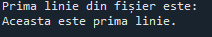 Prima linie din fișier este:
Aceasta este prima linie.